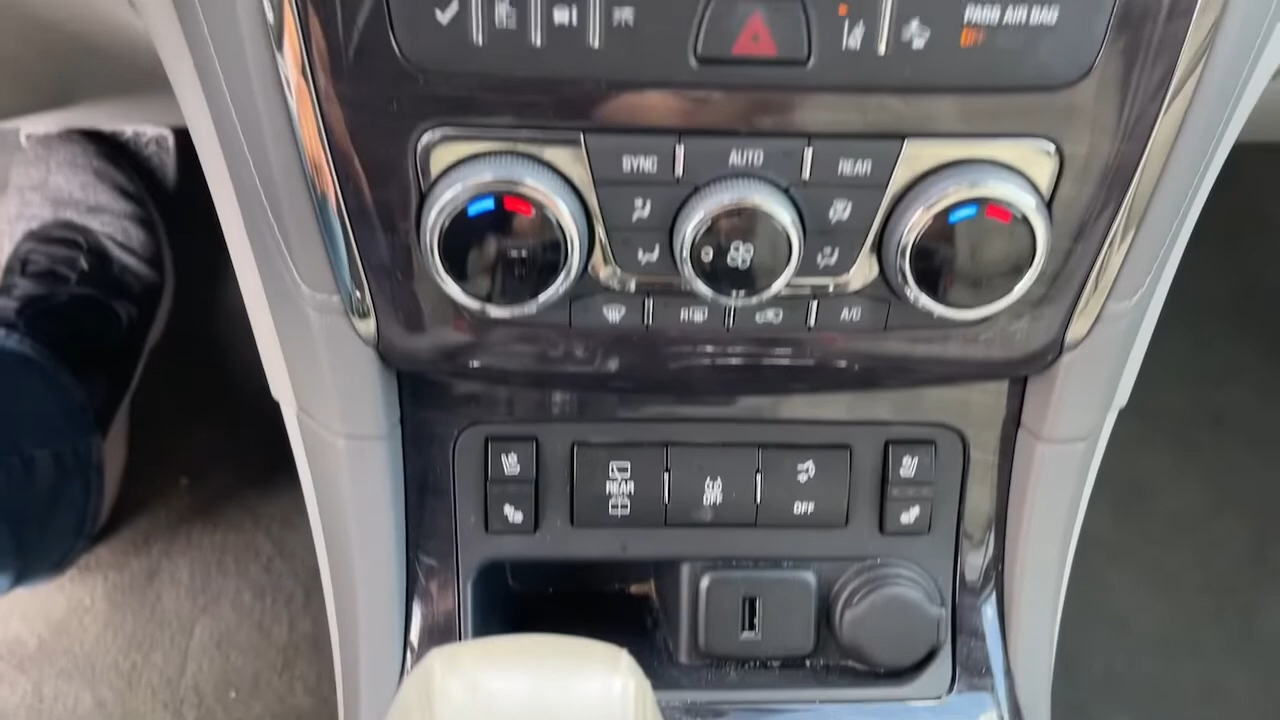 PASS AIR BAG
OFF
SYNC
AUTO
REAR
A/C
REAR
OFF
OFF